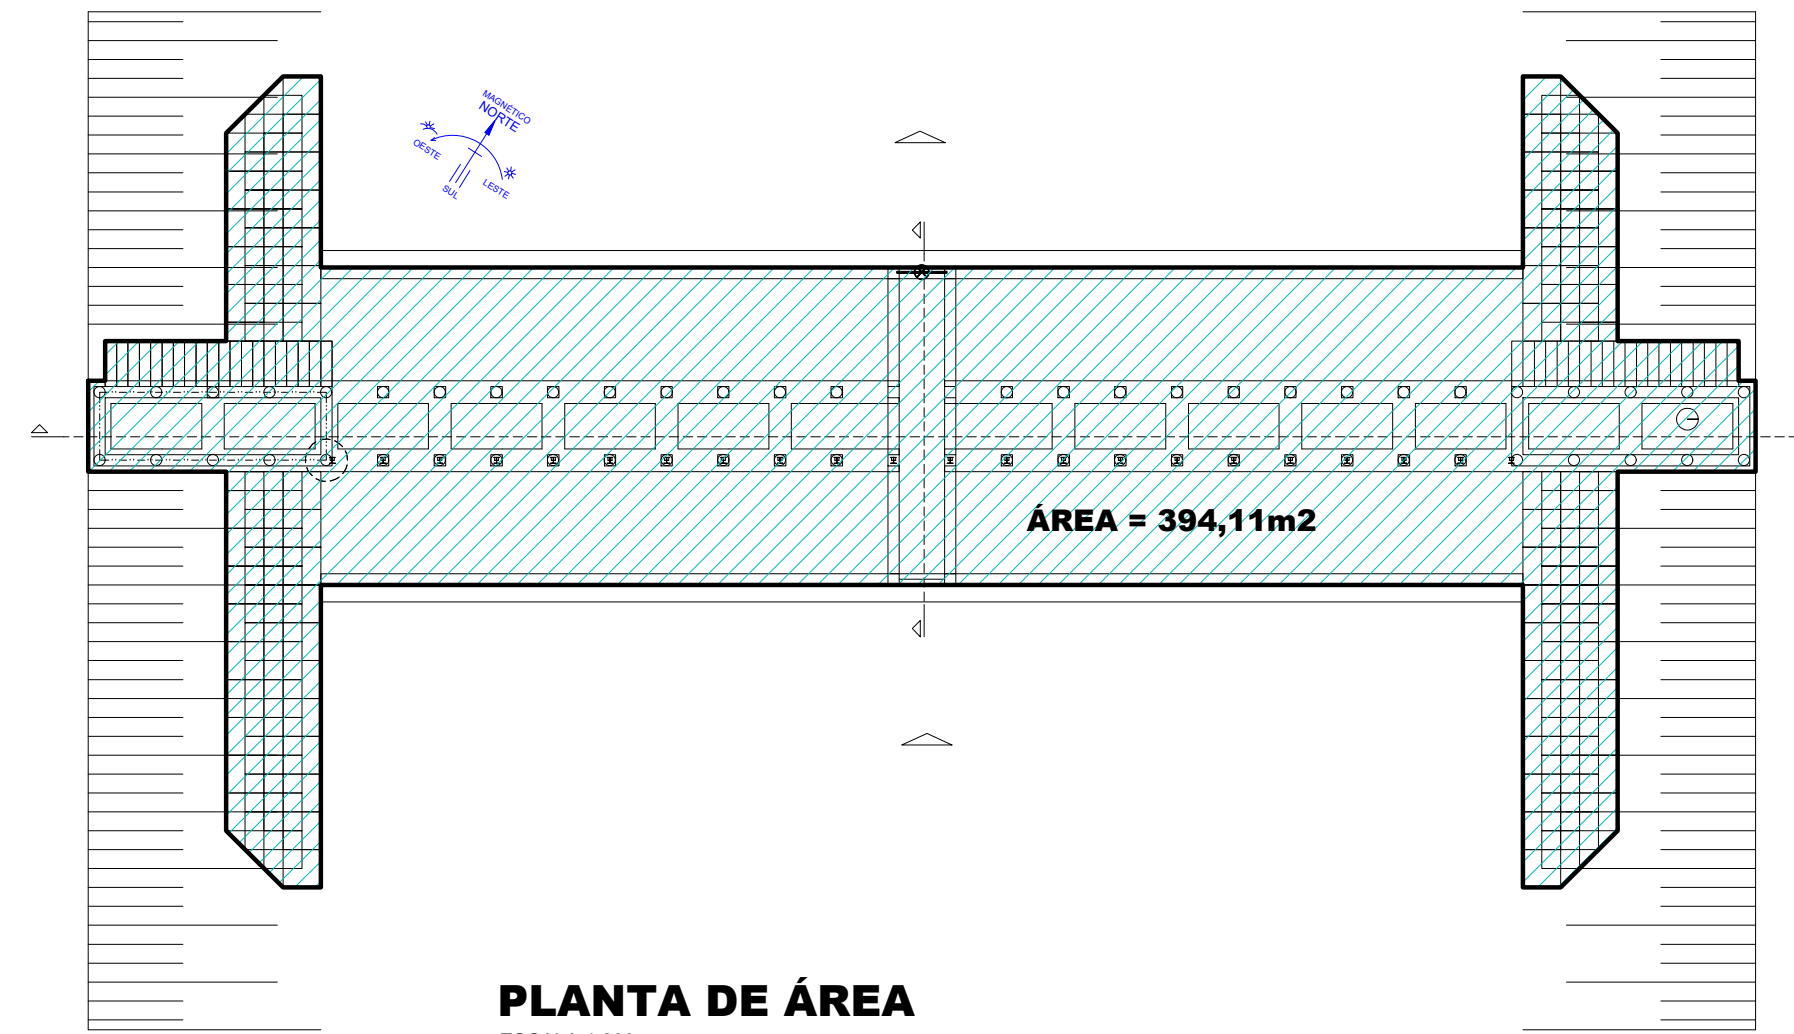 MAGNÉTICO
NORTE
OESTE
LESTE
SUL
ÁREA = 394,11m2
PLANTA DE ÁREA